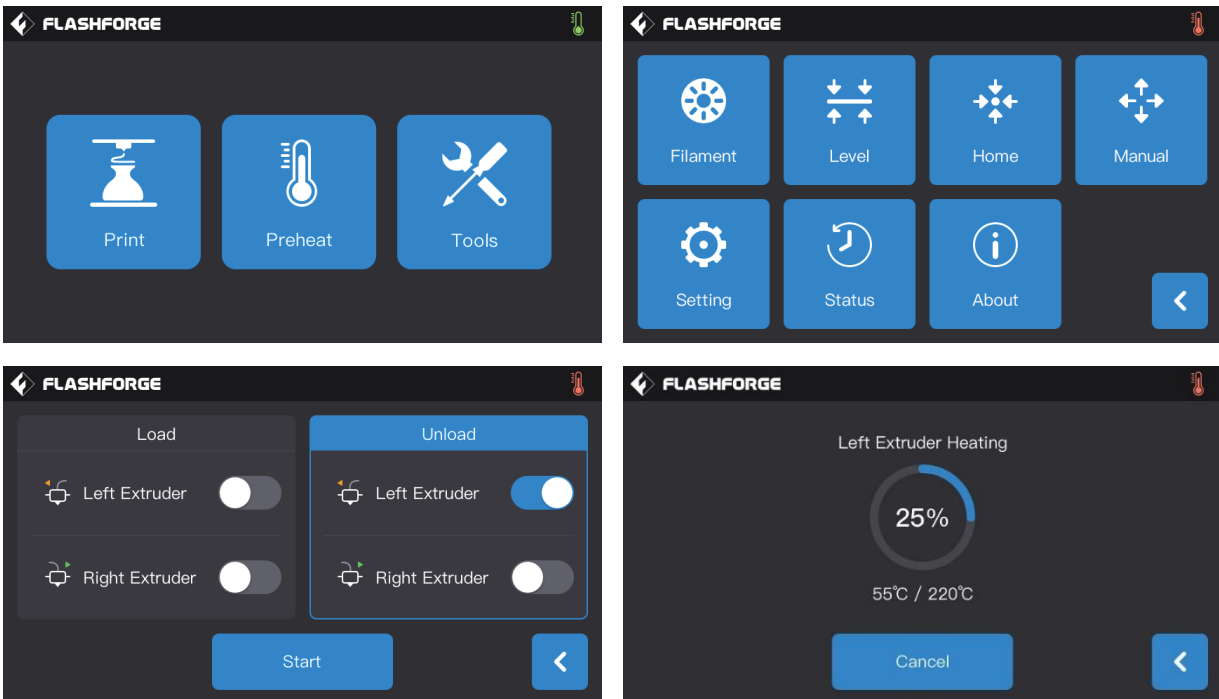 FLASHFORGE
Print
Preheat
Tools
FLASHFORGE
Filament
Level
Home
Manual
Setting
Status
About
FLASHFORGE
Load
Left Extruder
Right Extruder
Unload
Left Extruder
Right Extruder
Start
FLASHFORGE
Left Extruder Heating
25%
55℃ / 220℃
Cancel